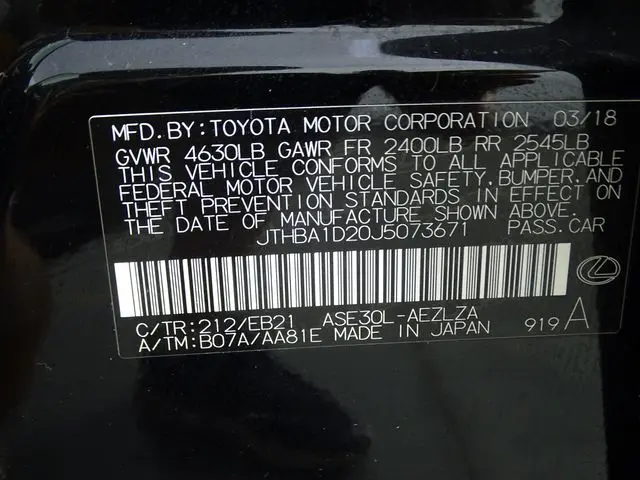 MFD. BY: TOYOTA MOTOR CORPORATION 03/18
GVWR 4630LB GAWR FR 2400LB RR 2545LB
THIS VEHICLE CONFORMS TO ALL APPLICABLE
FEDERAL MOTOR VEHICLE SAFETY, BUMPER, AND
THEFT PREVENTION STANDARDS IN EFFECT ON
THE DATE OF MANUFACTURE SHOWN ABOVE.
JTHBA1D20J5073671 PASS. CAR
C/TR: 212/EB21 ASE30L-AEZLZA
A/TM: B07A/AA81E MADE IN JAPAN 919 A